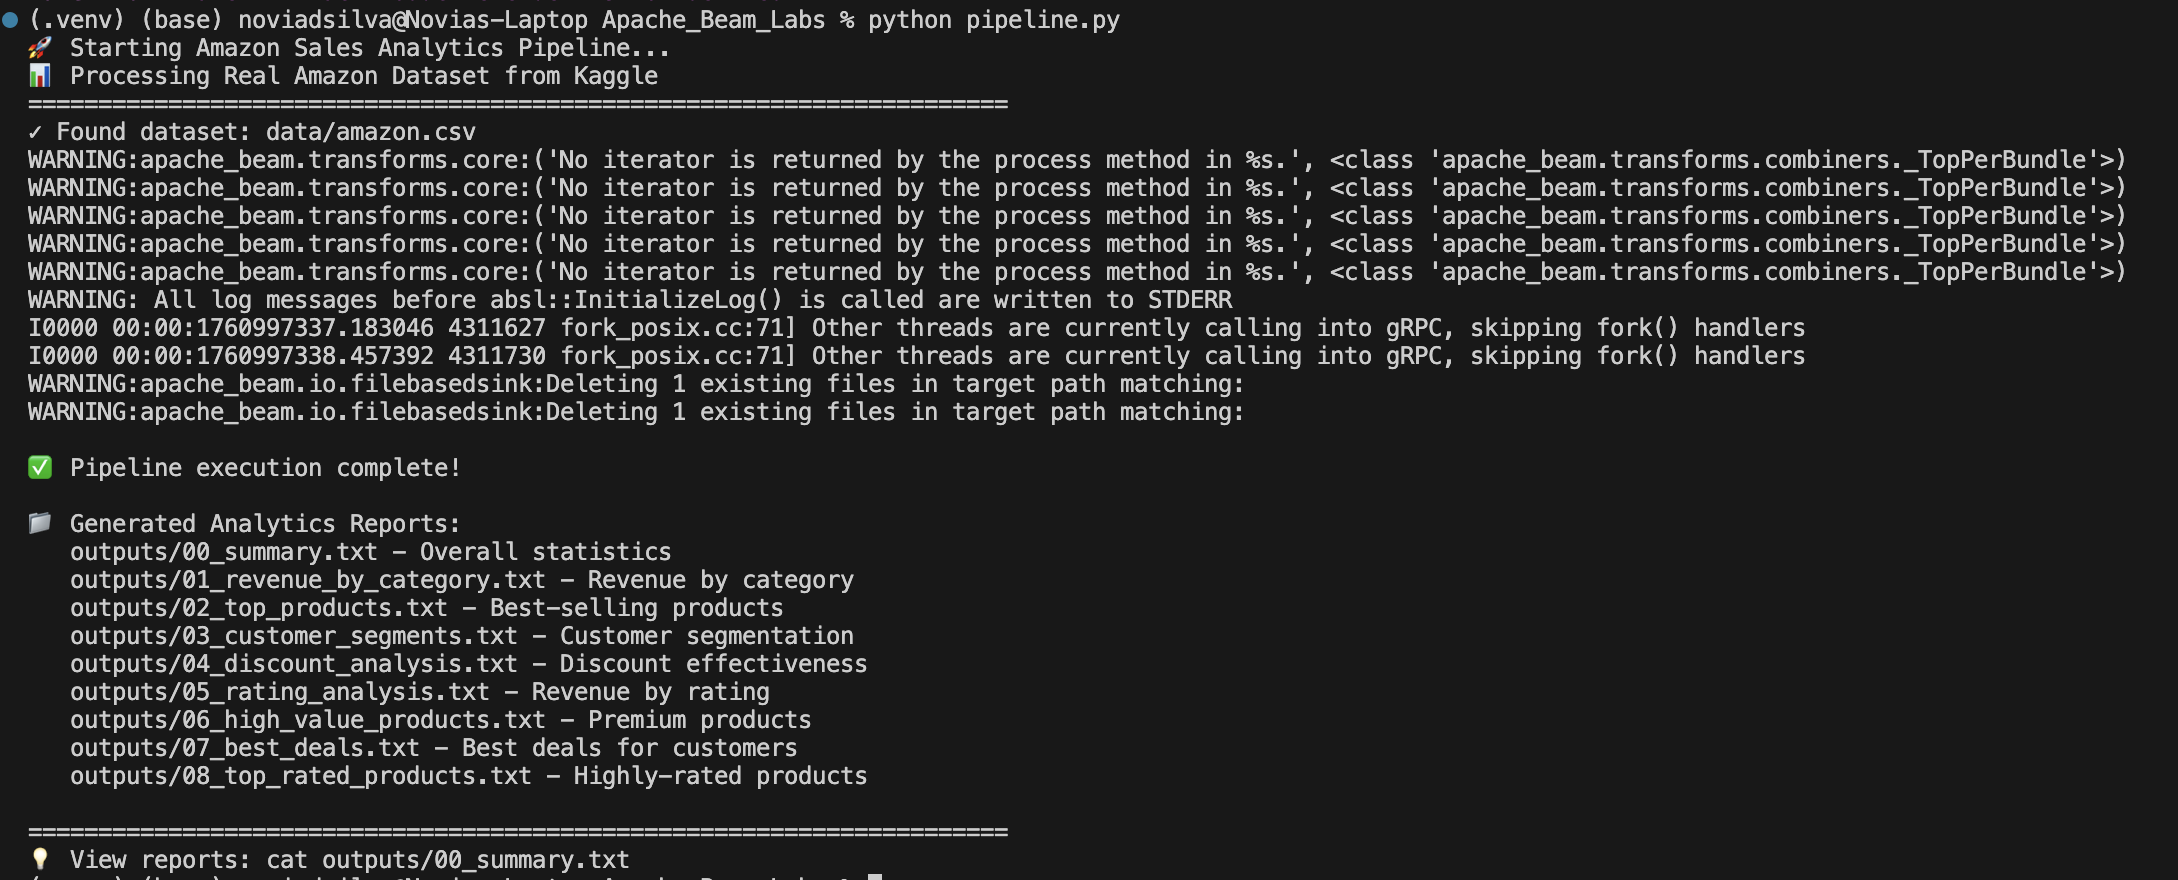 (.venv) (base) noviadsilva@Novias-Laptop Apache_Beam_Labs % python pipeline.py
🚀 Starting Amazon Sales Analytics Pipeline...
📊 Processing Real Amazon Dataset from Kaggle
======================================================================
✓ Found dataset: data/amazon.csv
WARNING:apache_beam.transforms.core:('No iterator is returned by the process method in %s.', <class 'apache_beam.transforms.combiners._TopPerBundle'>)
WARNING:apache_beam.transforms.core:('No iterator is returned by the process method in %s.', <class 'apache_beam.transforms.combiners._TopPerBundle'>)
WARNING:apache_beam.transforms.core:('No iterator is returned by the process method in %s.', <class 'apache_beam.transforms.combiners._TopPerBundle'>)
WARNING:apache_beam.transforms.core:('No iterator is returned by the process method in %s.', <class 'apache_beam.transforms.combiners._TopPerBundle'>)
WARNING:apache_beam.transforms.core:('No iterator is returned by the process method in %s.', <class 'apache_beam.transforms.combiners._TopPerBundle'>)
WARNING: All log messages before absl::InitializeLog() is called are written to STDERR
I0000 00:00:1760997337.183046 4311627 fork_posix.cc:71] Other threads are currently calling into gRPC, skipping fork() handlers
I0000 00:00:1760997338.457392 4311730 fork_posix.cc:71] Other threads are currently calling into gRPC, skipping fork() handlers
WARNING:apache_beam.io.filebasedsink:Deleting 1 existing files in target path matching:
WARNING:apache_beam.io.filebasedsink:Deleting 1 existing files in target path matching:
✅ Pipeline execution complete!
📁 Generated Analytics Reports:
outputs/00_summary.txt - Overall statistics
outputs/01_revenue_by_category.txt - Revenue by category
outputs/02_top_products.txt - Best-selling products
outputs/03_customer_segments.txt - Customer segmentation
outputs/04_discount_analysis.txt - Discount effectiveness
outputs/05_rating_analysis.txt - Revenue by rating
outputs/06_high_value_products.txt - Premium products
outputs/07_best_deals.txt - Best deals for customers
outputs/08_top_rated_products.txt - Highly-rated products
======================================================================
💡 View reports: cat outputs/00_summary.txt